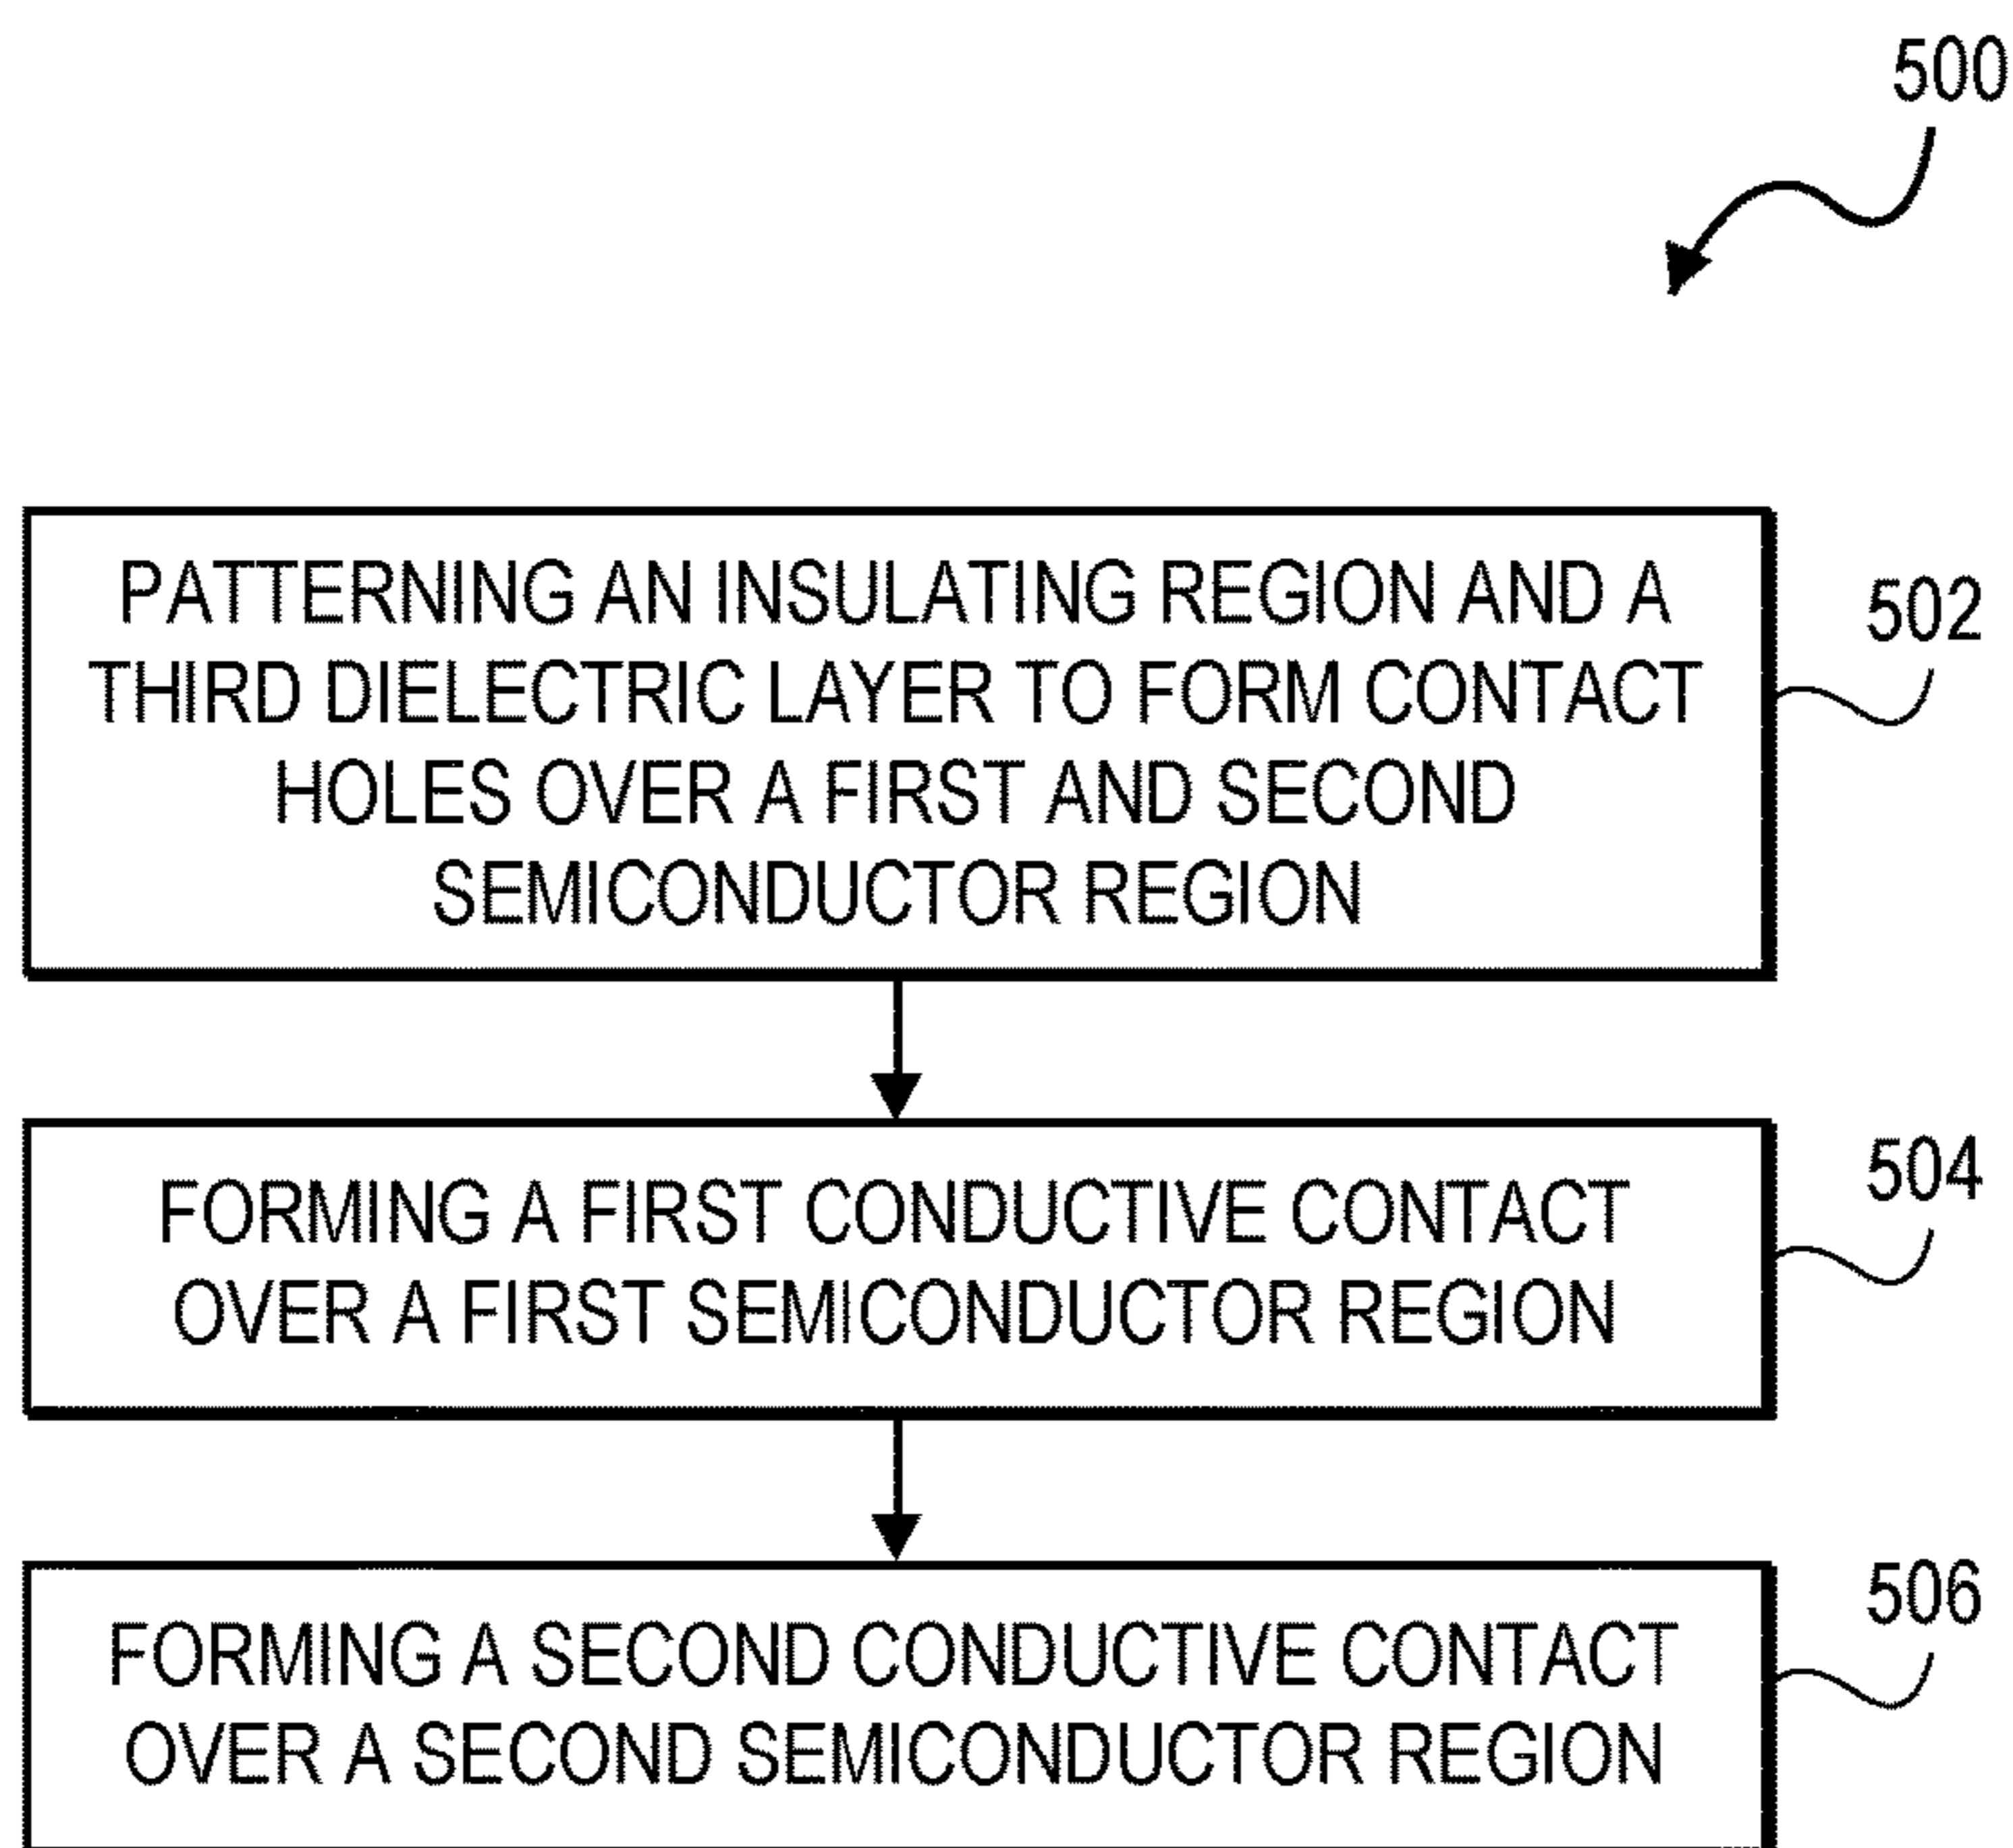 500
PATTERNING AN INSULATING REGION AND A
THIRD DIELECTRIC LAYER TO FORM CONTACT
HOLES OVER A FIRST AND SECOND
SEMICONDUCTOR REGION
502
FORMING A FIRST CONDUCTIVE CONTACT
OVER A FIRST SEMICONDUCTOR REGION
504
FORMING A SECOND CONDUCTIVE CONTACT
OVER A SECOND SEMICONDUCTOR REGION
506